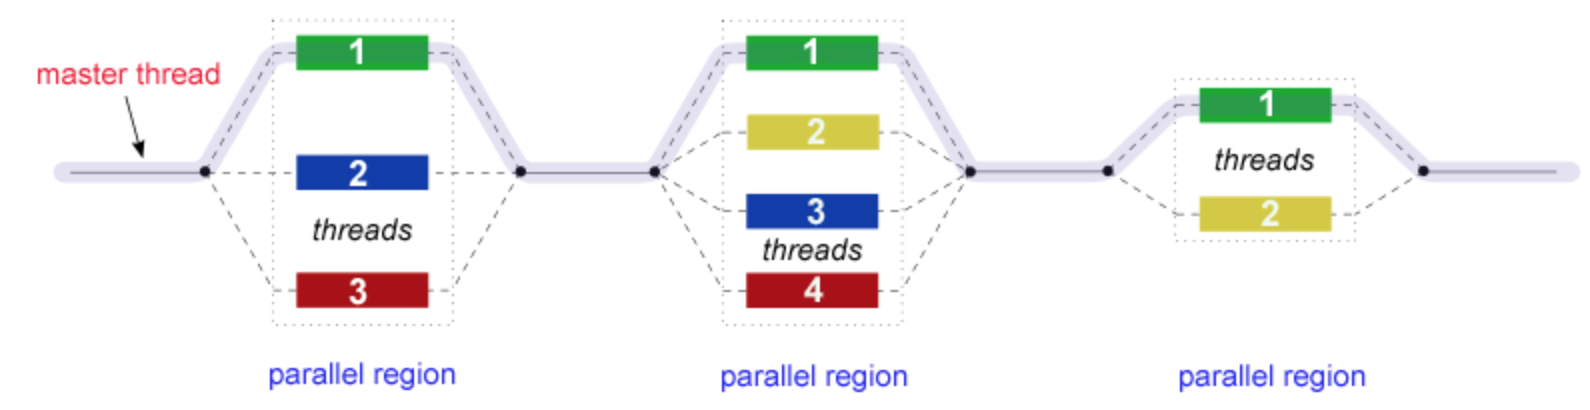 master thread
1
2
threads
3
parallel region
1
2
3
threads
4
parallel region
1
threads
2
parallel region